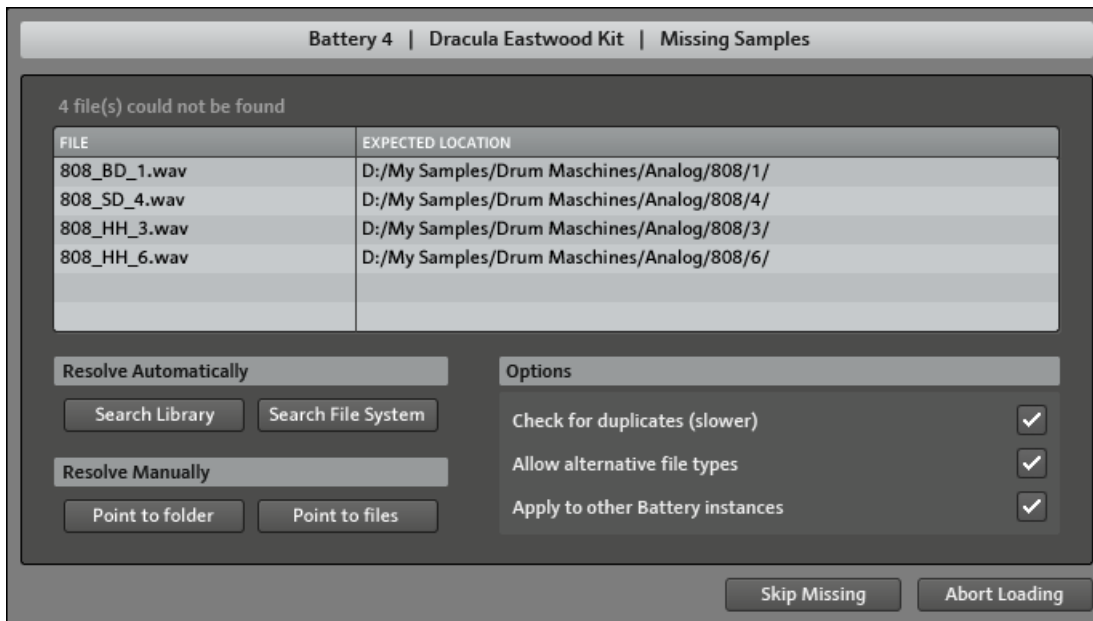 Battery 4 | Dracula Eastwood Kit | Missing Samples
4 file(s) could not be found
FILE EXPECTED LOCATION
808_BD_1.wav D:/My Samples/Drum Maschines/Analog/808/1/
808_SD_4.wav D:/My Samples/Drum Maschines/Analog/808/4/
808_HH_3.wav D:/My Samples/Drum Maschines/Analog/808/3/
808_HH_6.wav D:/My Samples/Drum Maschines/Analog/808/6/
Resolve Automatically
Search Library Search File System
Resolve Manually
Point to folder Point to files
Options
Check for duplicates (slower)
Allow alternative file types
Apply to other Battery instances
Skip Missing Abort Loading